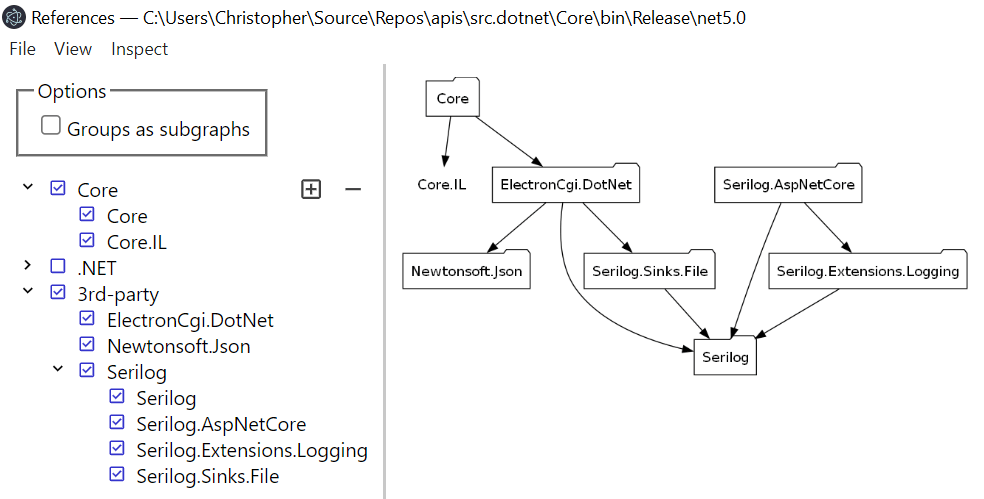 References — C:\Users\Christopher\Source\Repos\apis\src.dotnet\Core\bin\Release\net5.0
File View Inspect
Options
Groups as subgraphs
Core
Core
Core.IL
.NET
3rd-party
ElectronCgi.DotNet
Newtonsoft.Json
Serilog
Serilog
Serilog.AspNetCore
Serilog.Extensions.Logging
Serilog.Sinks.File
Core
Core.IL
ElectronCgi.DotNet
Serilog.AspNetCore
Newtonsoft.Json
Serilog.Sinks.File
Serilog.Extensions.Logging
Serilog